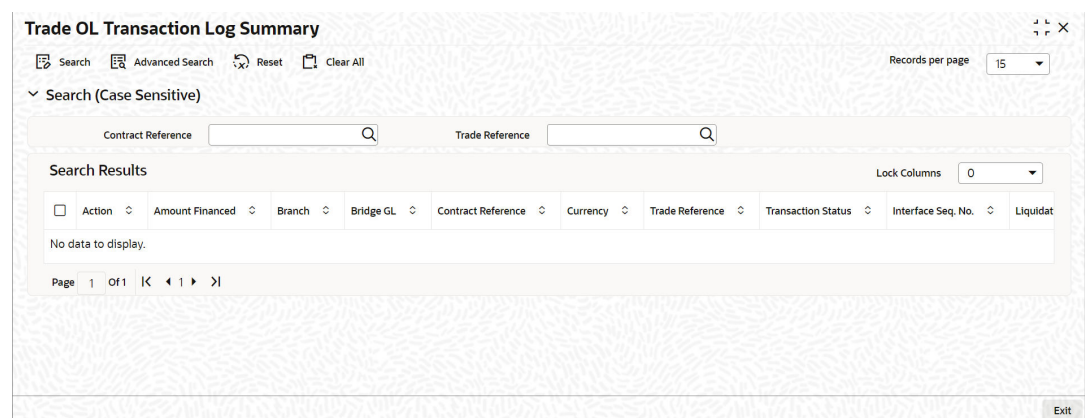 Trade OL Transaction Log Summary
Search Advanced Search Reset Clear All Records per page 15
Search (Case Sensitive)
Contract Reference Trade Reference
Search Results Lock Columns 0
Action Amount Financed Branch Bridge GL Contract Reference Currency Trade Reference Transaction Status Interface Seq. No. Liquidat
No data to display.
Page 1 Of 1 1
Exit